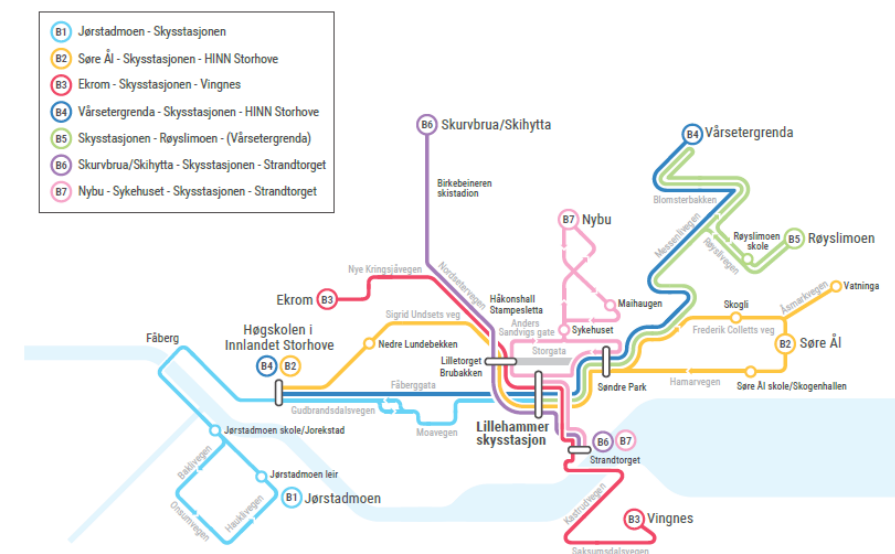 B1 Jørstadmoen - Skysstasjonen
B2 Søre Ål - Skysstasjonen - HINN Storhove
B3 Ekrom - Skysstasjonen - Vingnes
B4 Vårsetergrenda - Skysstasjonen - HINN Storhove
B5 Skysstasjonen - Røyslimoen - (Vårsetergrenda)
B6 Skurvbrua/Skihytta - Skysstasjonen - Strandtorget
B7 Nybu - Sykehuset - Skysstasjonen - Strandtorget
B6 Skurvbrua/Skihytta
B4 Vårsetergrenda
Birkebeineren
skistadion
Blomsterbakken
B7 Nybu
Messenlivegen
Røyslimoen
skole
B5 Røyslimoen
Røyslivegen
Nordsetervegen
Nye Kringsjåvegen
Håkonshall
Stampesletta
Maihaugen
Vatninga
Åsmarkvegen
Ekrom B3
Sigrid Undsets veg
Anders
Sandvigs gate
Sykehuset
Skogli
Frederik Colletts veg
Fåberg
Høgskolen i
Innlandet Storhove
B4 B2
Nedre Lundebekken
Storgata
B2 Søre Ål
Lilletorget
Brubakken
Fåberggata
Søndre Park
Hamarvegen
Søre Ål skole/Skogenhallen
Gudbrandsdalsvegen
Moavegen
Lillehammer
skysstasjon
B6 B7
Strandtorget
Jørstadmoen skole/Jorekstad
Baklivegen
Jørstadmoen leir
B1 Jørstadmoen
Onsumvegen
Hauklivegen
Kastrudvegen
B3 Vingnes
Saksumsdalsvegen